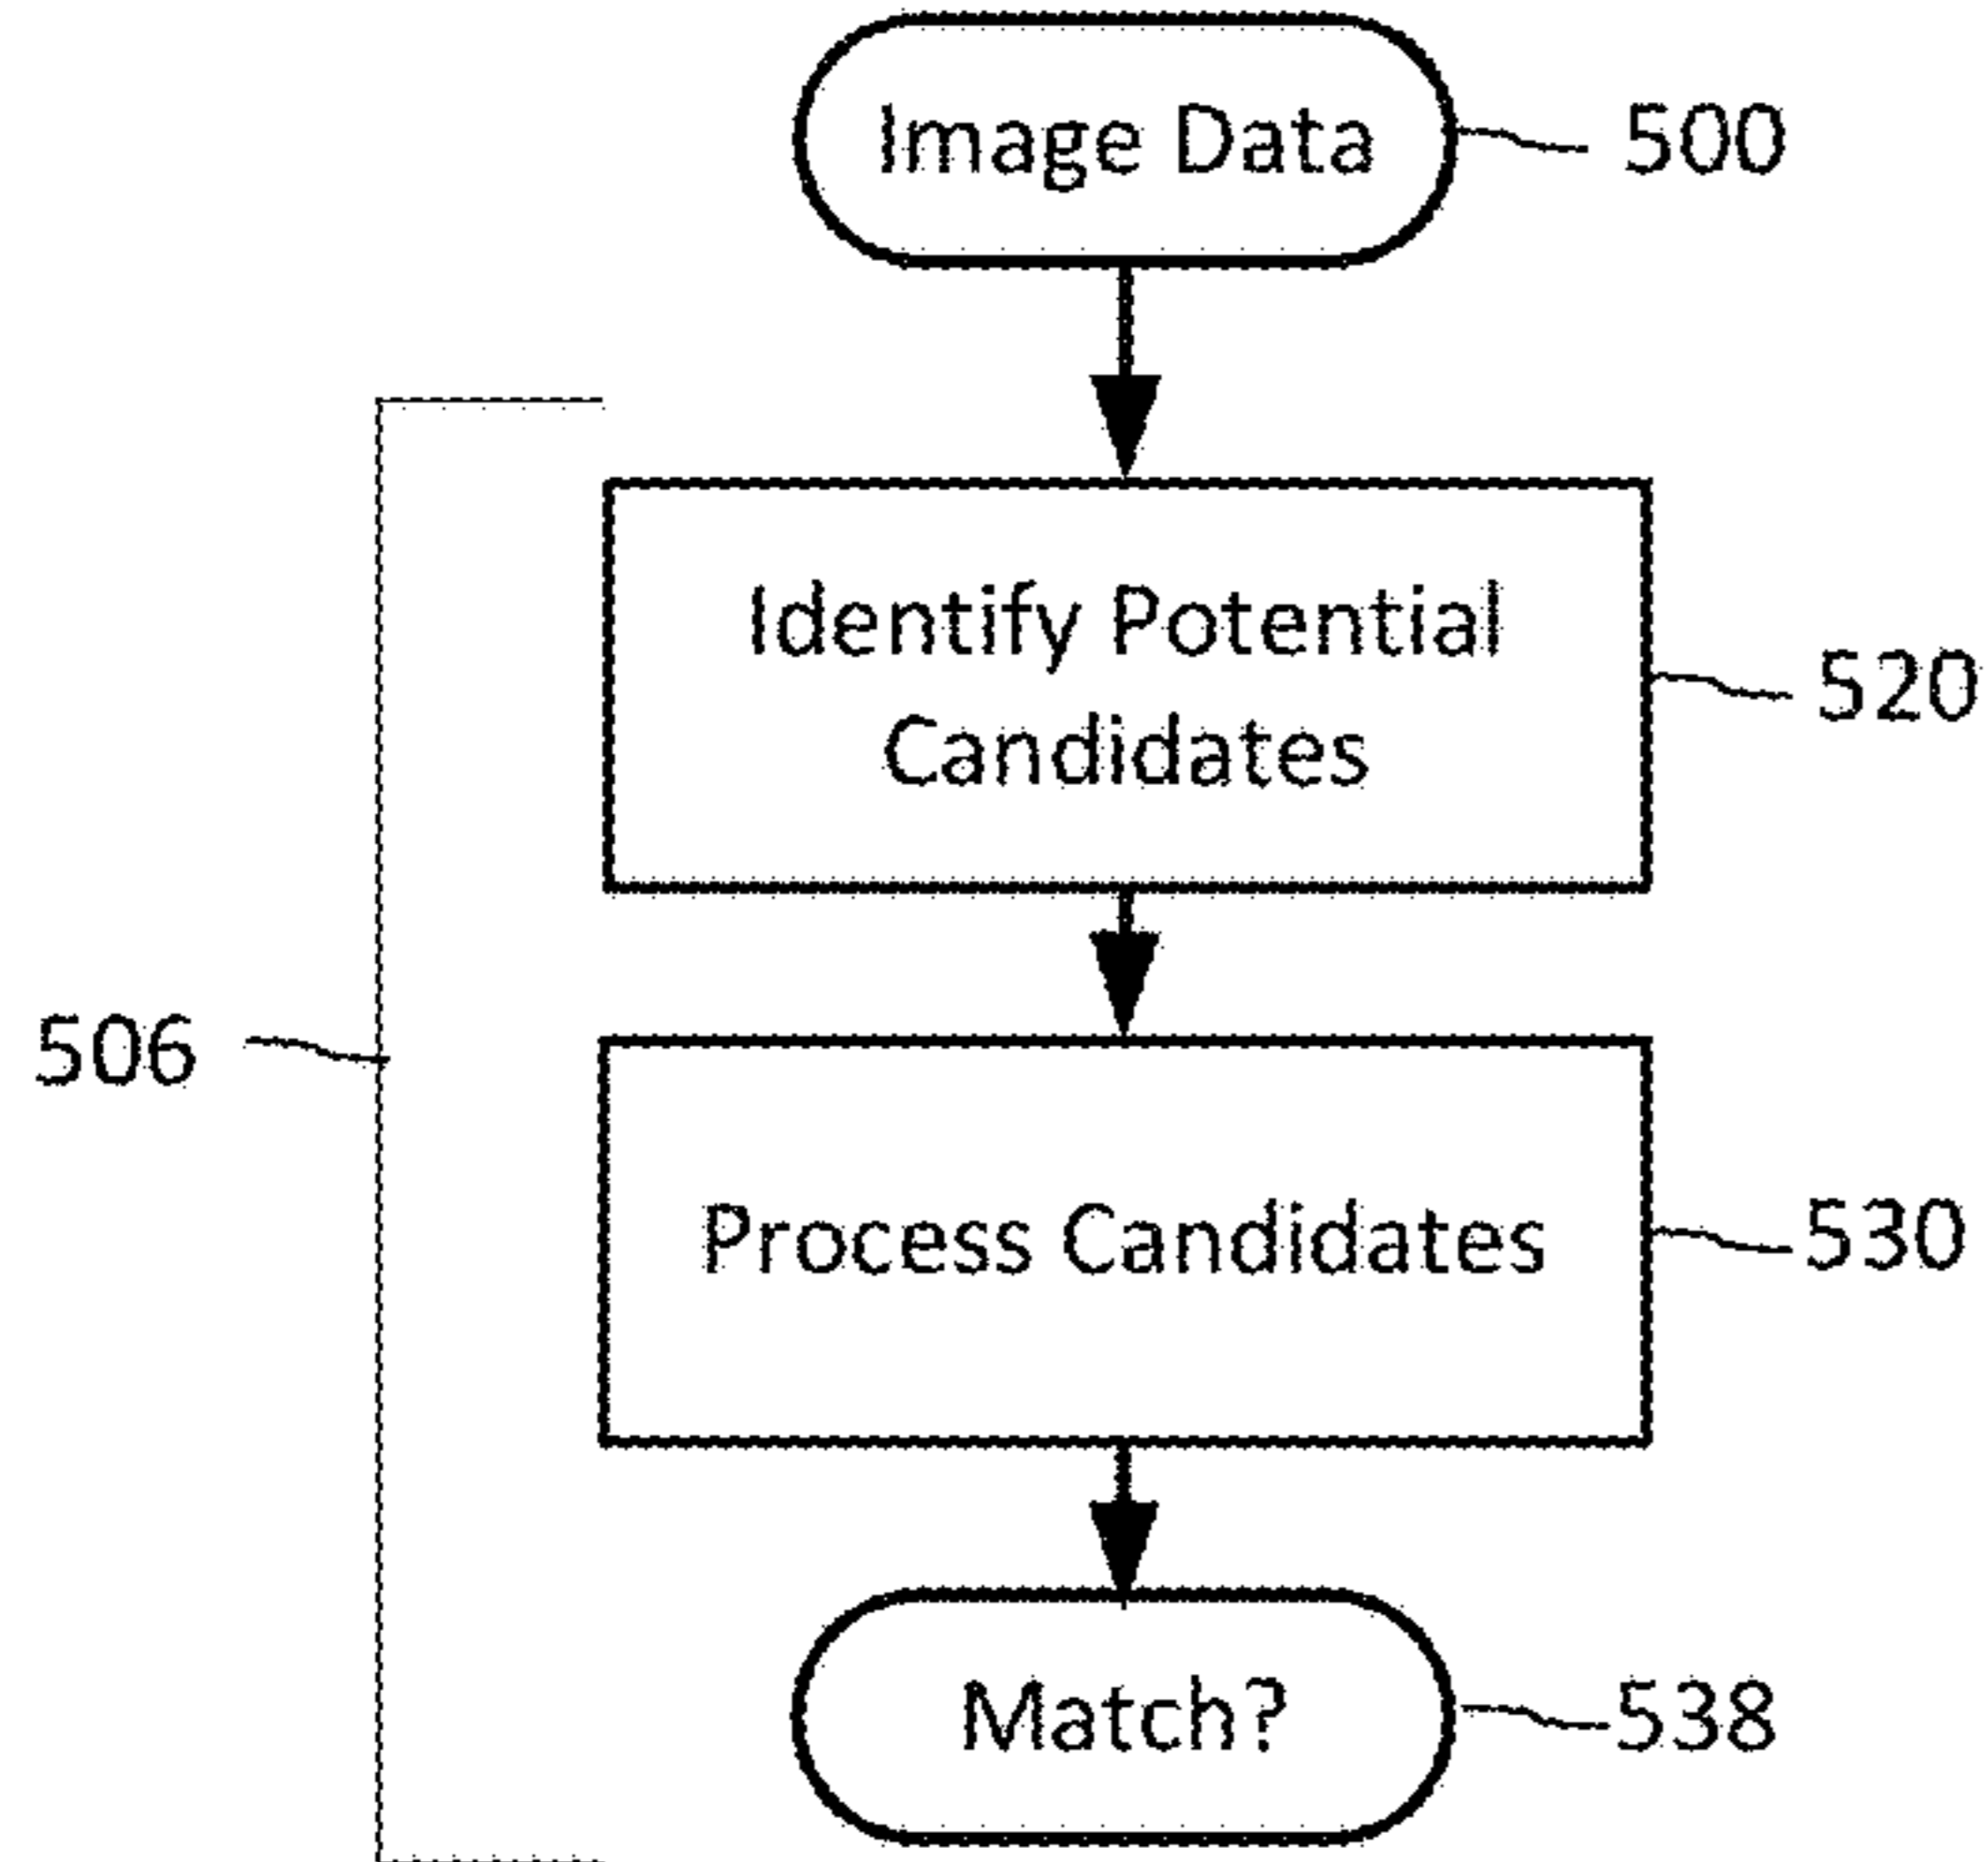 Image Data
500
Identify Potential
Candidates
520
506
Process Candidates
530
Match?
538